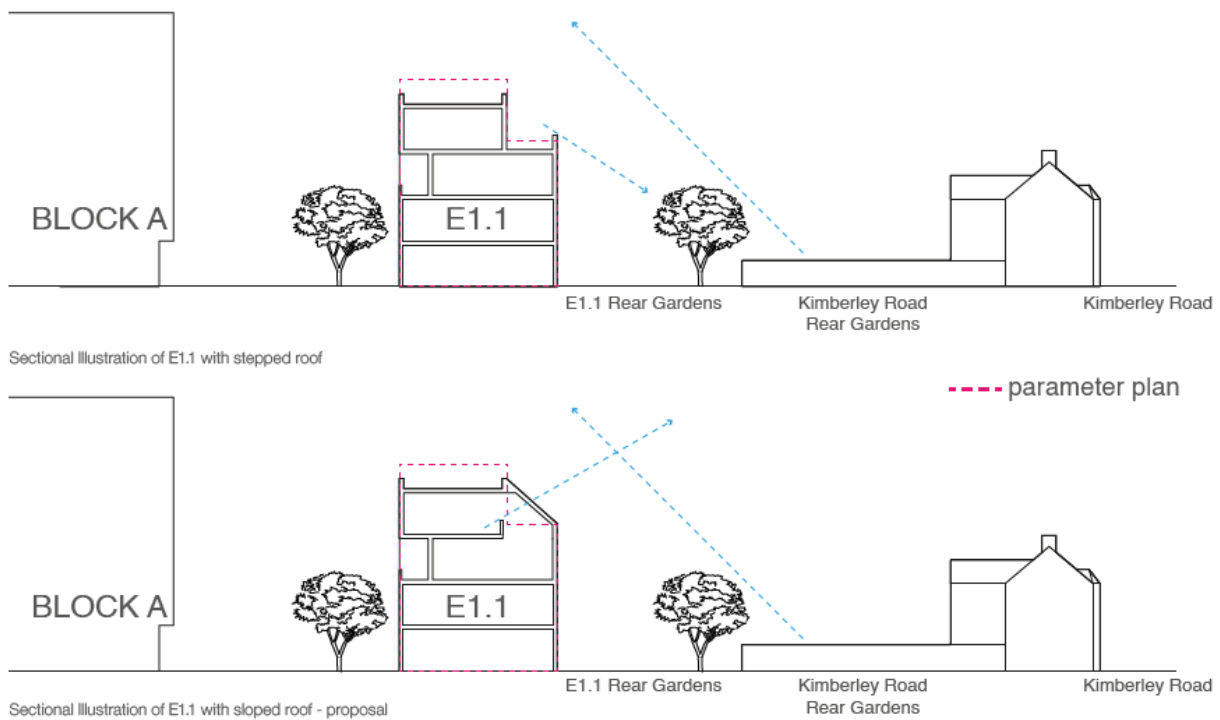 BLOCK A
E1.1
E1.1 Rear Gardens
Kimberley Road
Rear Gardens
Kimberley Road
Sectional Illustration of E1.1 with stepped roof
parameter plan
BLOCK A
E1.1
E1.1 Rear Gardens
Kimberley Road
Rear Gardens
Kimberley Road
Sectional Illustration of E1.1 with sloped roof - proposal